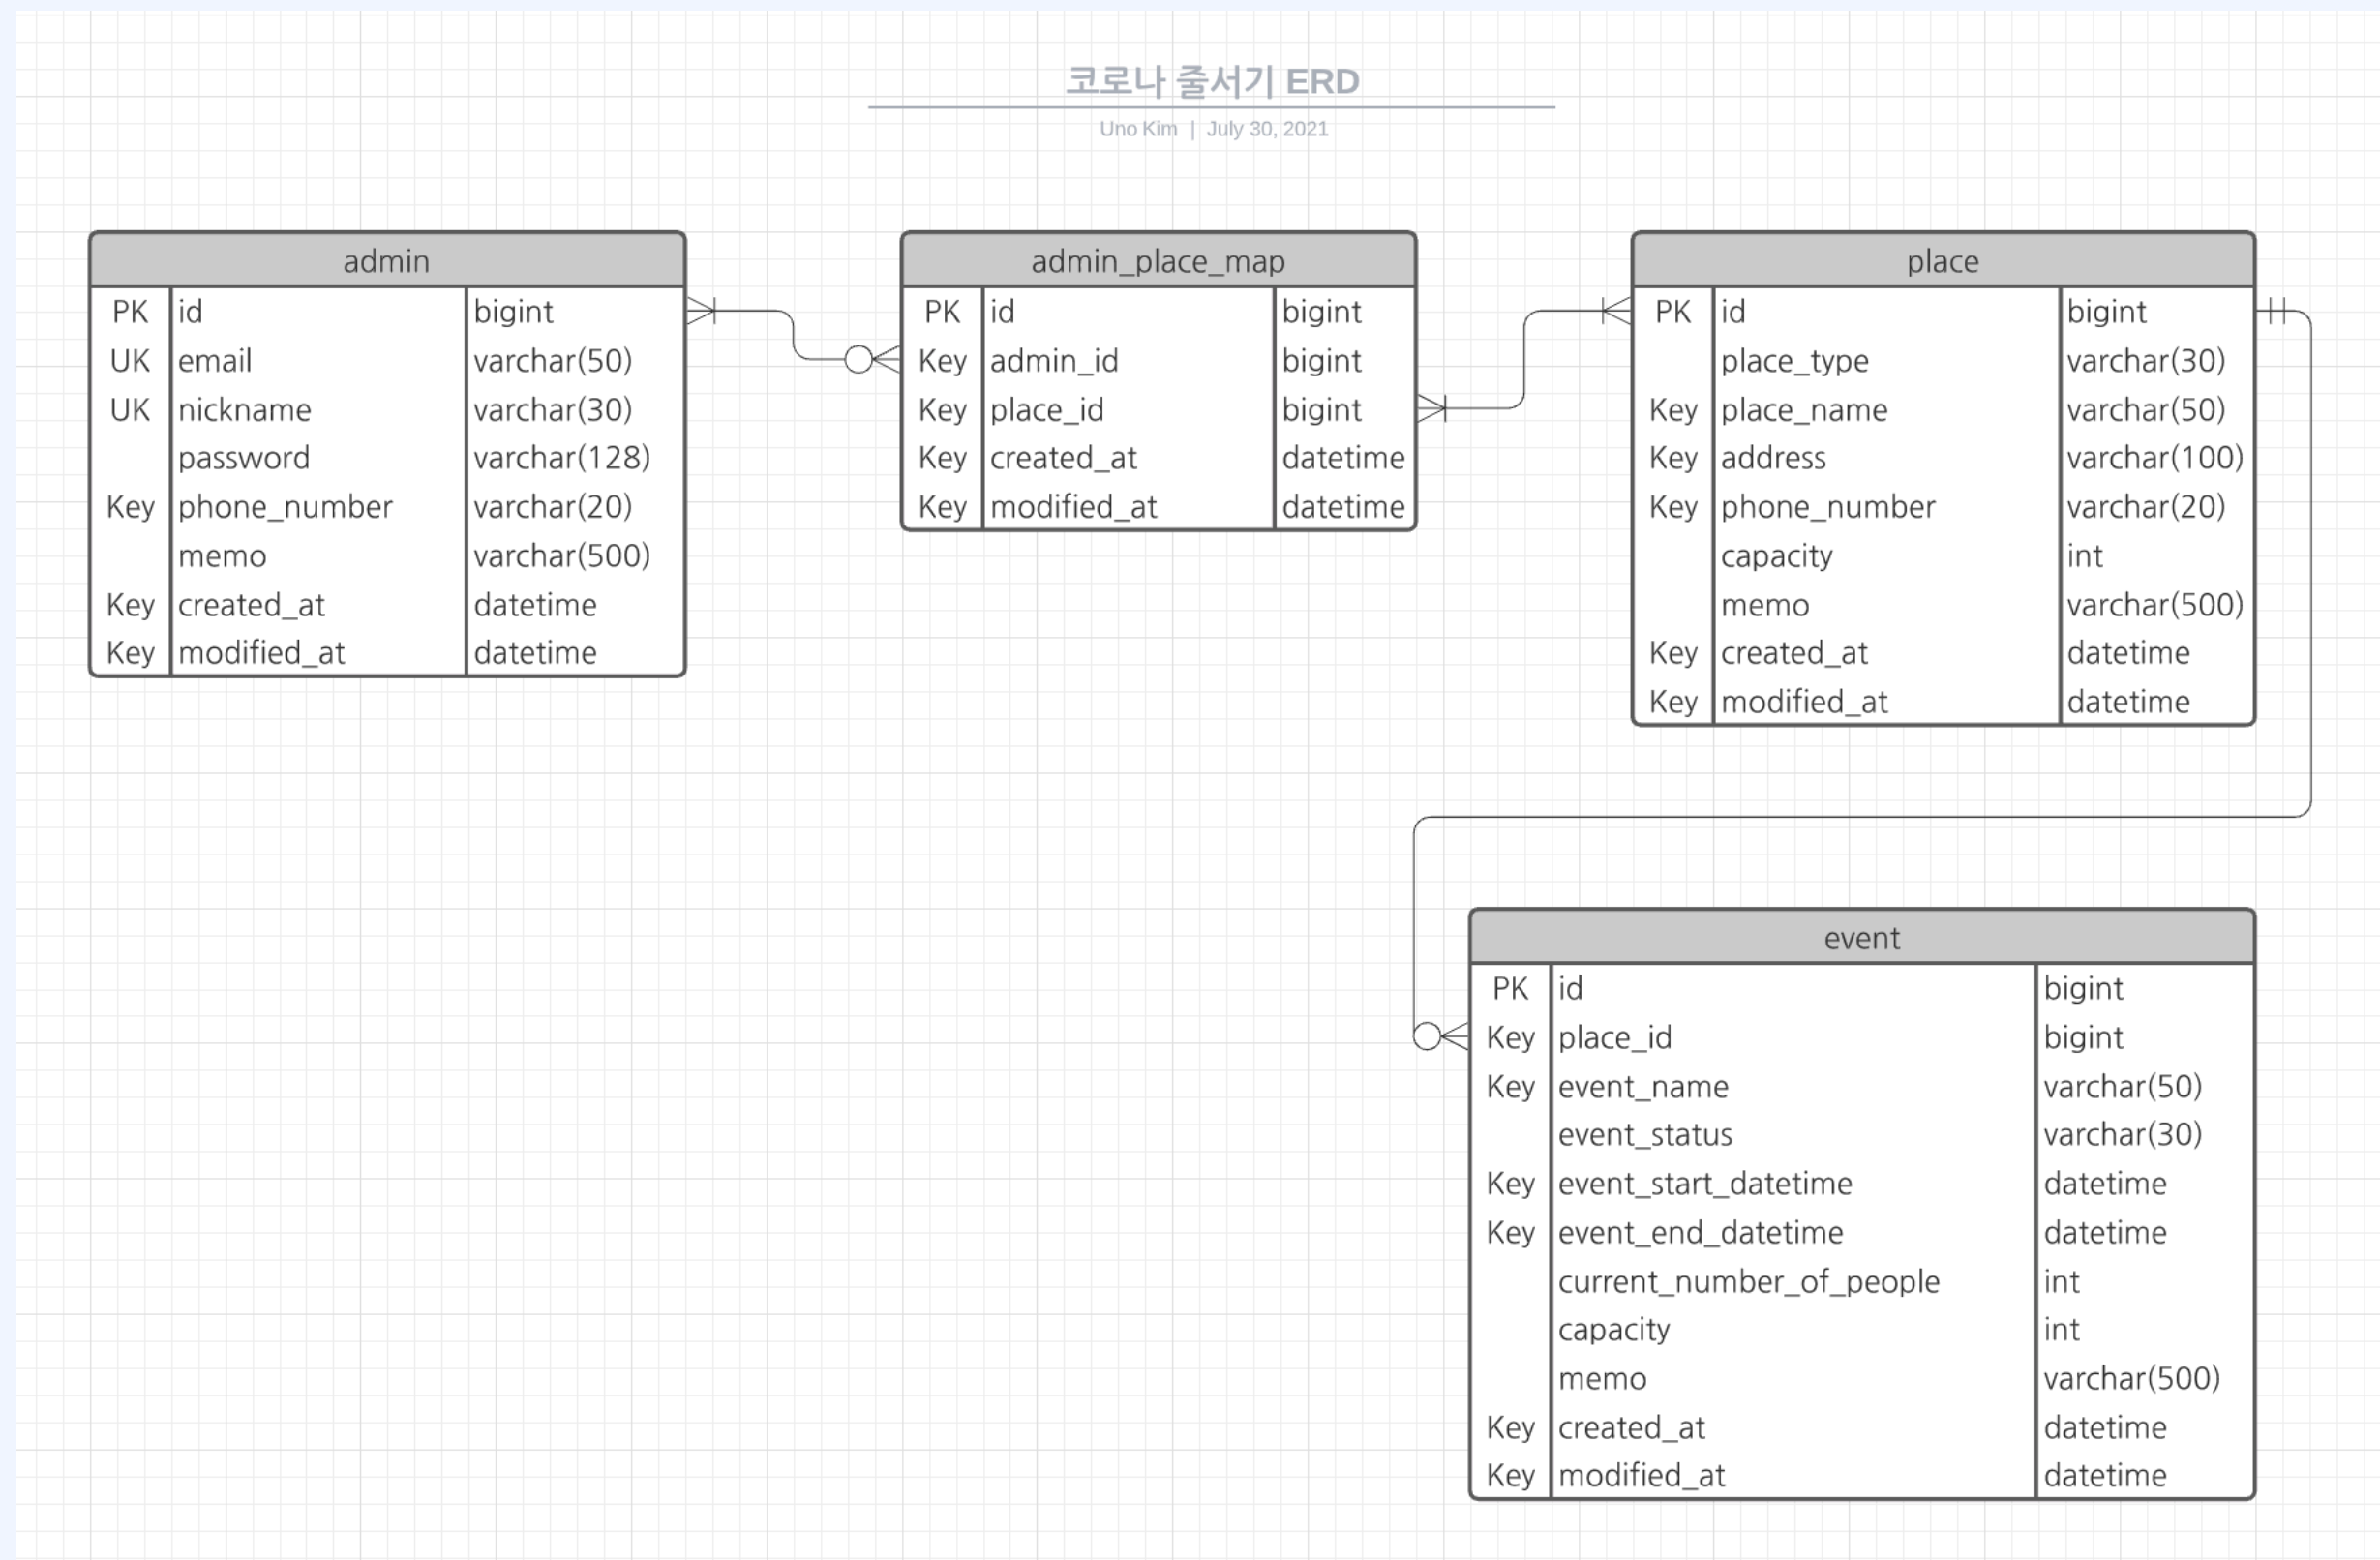 코로나 줄서기 ERD
Uno Kim | July 30, 2021
admin
PK id bigint
UK email varchar(50)
UK nickname varchar(30)
password varchar(128)
Key phone_number varchar(20)
memo varchar(500)
Key created_at datetime
Key modified_at datetime
admin_place_map
PK id bigint
Key admin_id bigint
Key place_id bigint
Key created_at datetime
Key modified_at datetime
place
PK id bigint
place_type varchar(30)
Key place_name varchar(50)
Key address varchar(100)
Key phone_number varchar(20)
capacity int
memo varchar(500)
Key created_at datetime
Key modified_at datetime
event
PK id bigint
Key place_id bigint
Key event_name varchar(50)
event_status varchar(30)
Key event_start_datetime datetime
Key event_end_datetime datetime
current_number_of_people int
capacity int
memo varchar(500)
Key created_at datetime
Key modified_at datetime